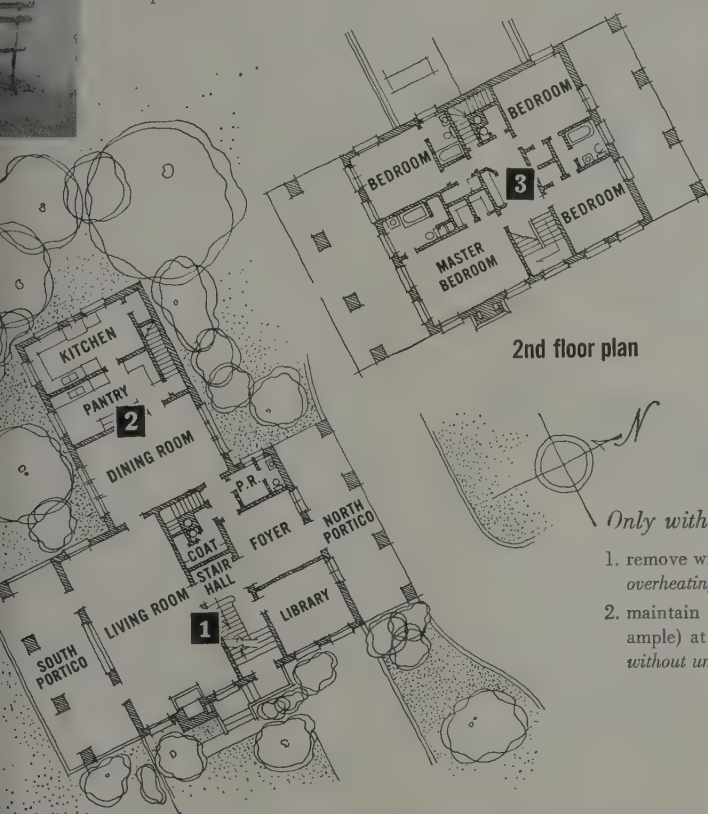 BEDROOM
BEDROOM
3
BEDROOM
MASTER
BEDROOM
2nd floor plan
KITCHEN
PANTRY
2
DINING ROOM
N
P.R.
COAT
FOYER
NORTH
PORTICO
STAIR
HALL
LIVING ROOM
LIBRARY
1
SOUTH
PORTICO
Only with
1. remove
overheating
2. maintain
ample) at
without